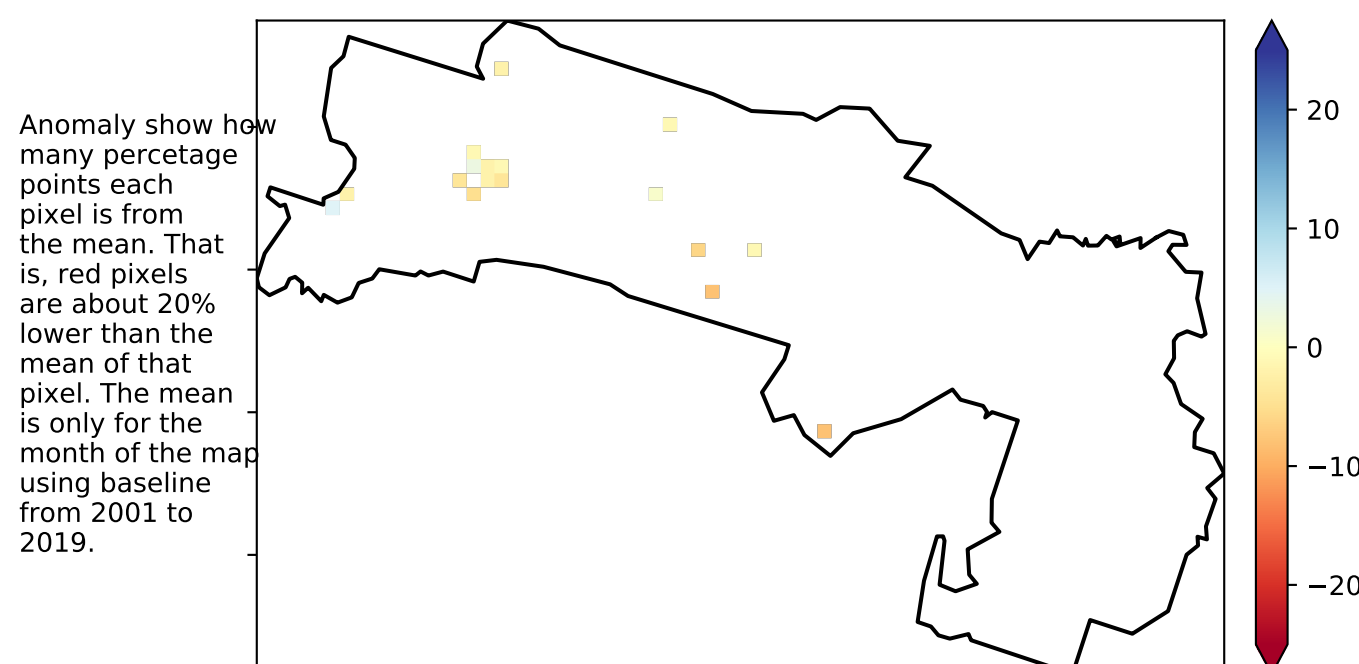 Anomaly show how
many percetage
points each
pixel is from
the mean. That
is, red pixels
are about 20%
lower than the
mean of that
pixel. The mean
is only for the
month of the map
using baseline
from 2001 to
2019.
20
10
0
−10
−20